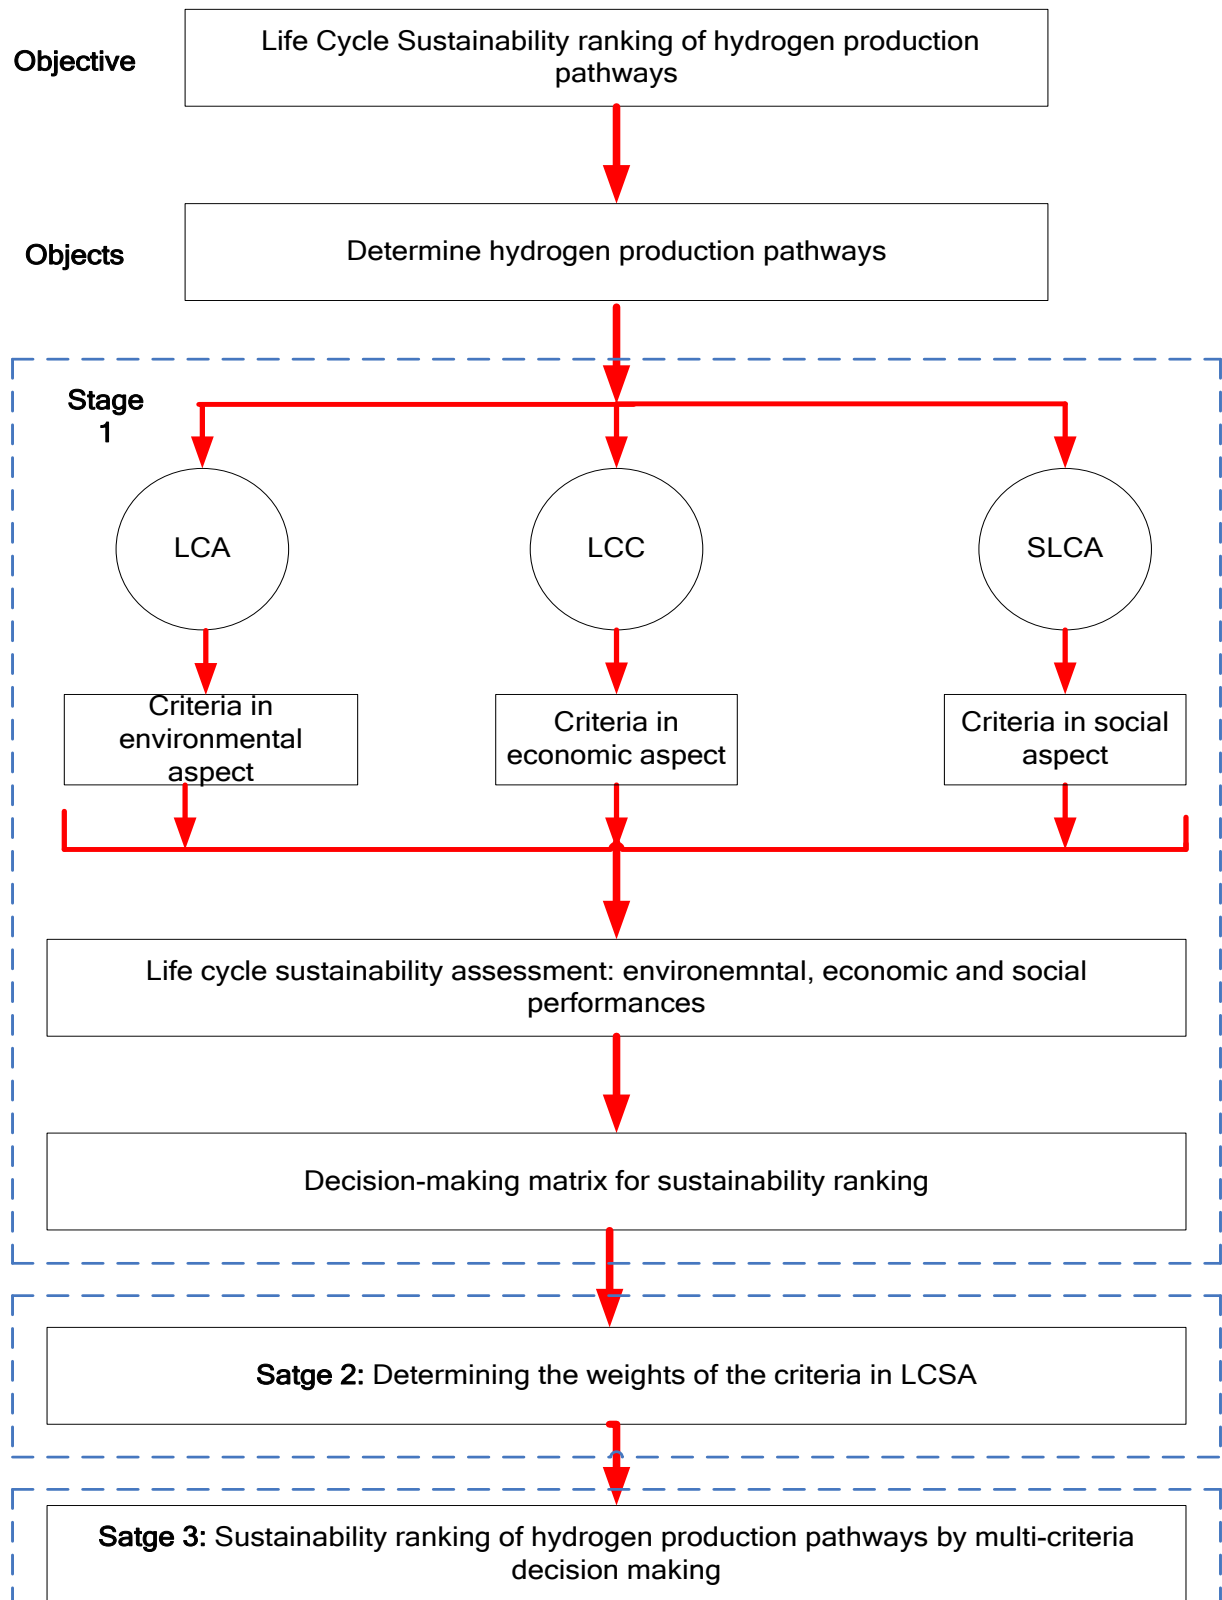 Objective
Life Cycle Sustainability ranking of hydrogen production
pathways
Objects
Determine hydrogen production pathways
Stage
1
LCA
LCC
SLCA
Criteria in
environmental
aspect
Criteria in
economic aspect
Criteria in social
aspect
Life cycle sustainability assessment: environemntal, economic and social
performances
Decision-making matrix for sustainability ranking
Satge 2: Determining the weights of the criteria in LCSA
Satge 3: Sustainability ranking of hydrogen production pathways by multi-criteria
decision making